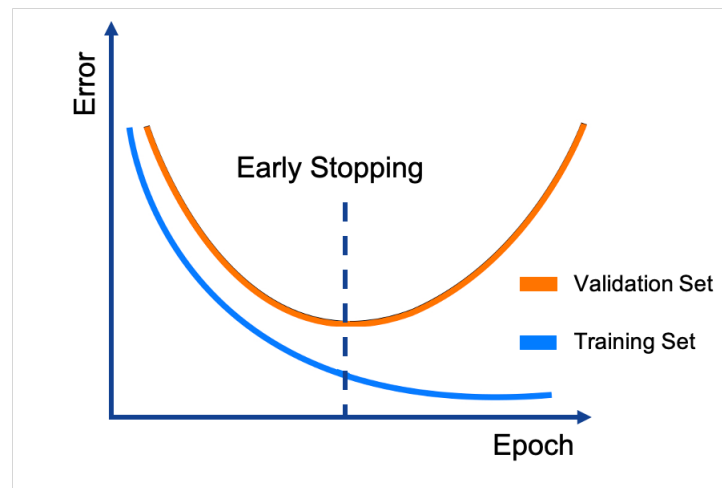 Error
Early Stopping
Validation Set
Training Set
Epoch